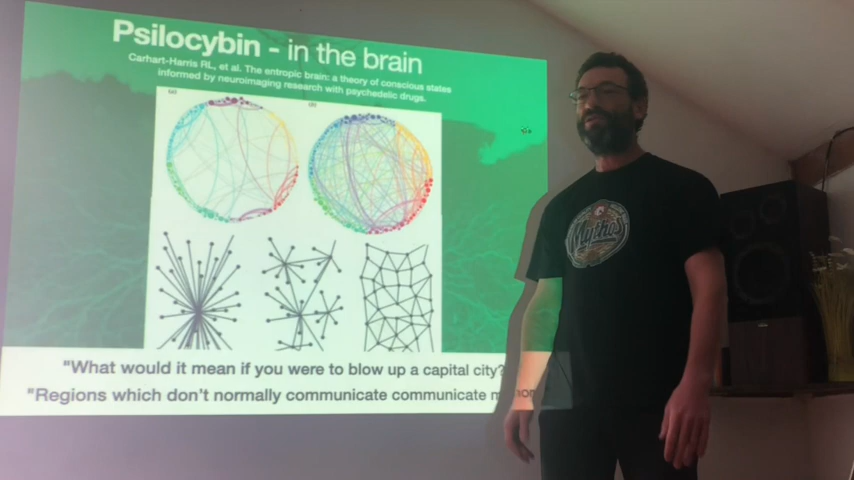 Psilocybin - in the brain
Carhart-Harris RL, et al. The entropic brain: a theory of conscious states
informed by neuroimaging research with psychedelic drugs.
(a) (b)
"What would it mean if you were to blow up a capital city?
"Regions which don't normally communicate communicate
Mythos